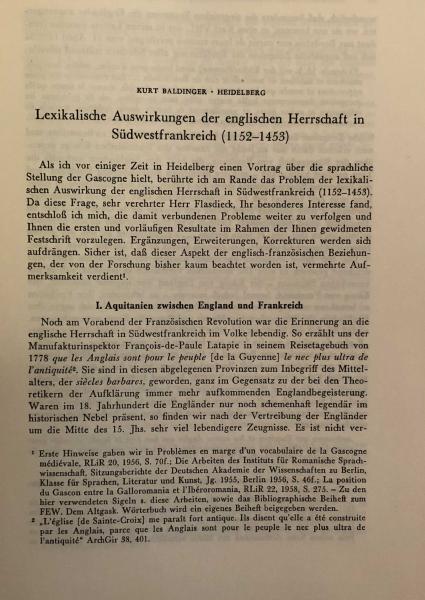 KURT BALDINGER · HEIDELBERG
Lexikalische Auswirkungen der englischen Herrschaft in
Südwestfrankreich (1152–1453)
Als ich vor einiger Zeit in Heidelberg einen Vortrag über die sprachliche
Stellung der Gascogne hielt, berührte ich am Rande das Problem der lexikali-
schen Auswirkung der englischen Herrschaft in Südwestfrankreich (1152–1453).
Da diese Frage, sehr verehrter Herr Flasdieck, Ihr besonderes Interesse fand,
entschloß ich mich, die damit verbundenen Probleme weiter zu verfolgen und
Ihnen die ersten und vorläufigen Resultate im Rahmen der Ihnen gewidmeten
Festschrift vorzulegen. Ergänzungen, Erweiterungen, Korrekturen werden sich
aufdrängen. Sicher ist, daß dieser Aspekt der englisch-französischen Beziehun-
gen, der von der Forschung bisher kaum beachtet worden ist, vermehrte Auf-
merksamkeit verdient¹.
I. Aquitanien zwischen England und Frankreich
Noch am Vorabend der Französischen Revolution war die Erinnerung an die
englische Herrschaft in Südwestfrankreich im Volke lebendig. So erzählt uns der
Manufakturinspektor François-de-Paule Latapie in seinem Reisetagebuch von
1778 que les Anglais sont pour le peuple [de la Guyenne] le nec plus ultra de
l'antiquité². Sie sind in diesen abgelegenen Provinzen zum Inbegriff des Mittel-
alters, der siècles barbares, geworden, ganz im Gegensatz zu der bei den Theo-
retikern der Aufklärung immer mehr aufkommenden Englandbegeisterung.
Waren im 18. Jahrhundert die Engländer nur noch schemenhaft legendär im
historischen Nebel präsent, so finden wir nach der Vertreibung der Engländer
um die Mitte des 15. Jhs. sehr viel lebendigere Zeugnisse. Es ist nicht ver-
¹ Erste Hinweise gaben wir in Problèmes en marge d'un vocabulaire de la Gascogne
médiévale, RLiR 20, 1956, S. 70f.; Die Arbeiten des Instituts für Romanische Sprach-
wissenschaft. Sitzungsberichte der Deutschen Akademie der Wissenschaften zu Berlin,
Klasse für Sprachen, Literatur und Kunst, Jg. 1955, Berlin 1956, S. 46f.; La position
du Gascon entre la Galloromania et l'Ibéroromania, RLiR 22, 1958, S. 275. – Zu den
hier verwendeten Sigeln s. diese Arbeiten, sowie das Bibliographische Beiheft zum
FEW. Dem Altgask. Wörterbuch wird ein eigenes Beiheft beigegeben werden.
² „L'église [de Sainte-Croix] me paraît fort antique. Ils disent qu'elle a été construite
par les Anglais, parce que les Anglais sont pour le peuple le nec plus ultra de
l'antiquité" ArchGir 38, 401.